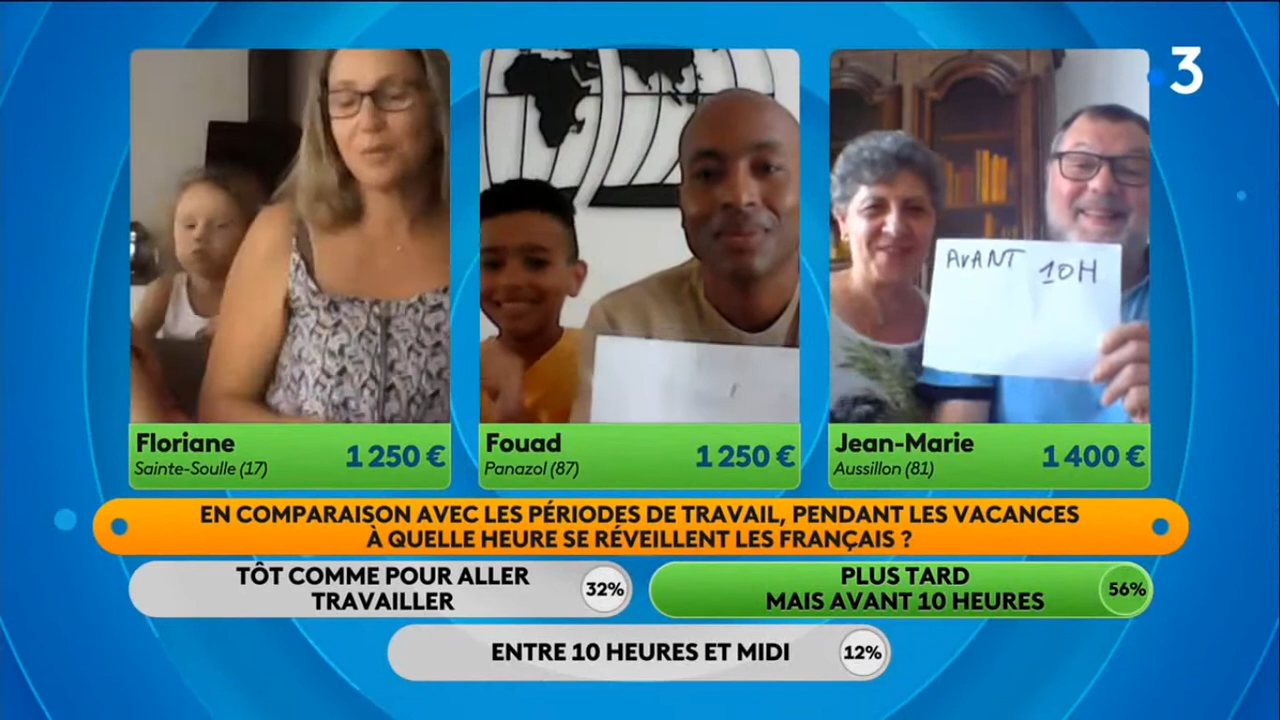 3
AVANT 10H
Floriane
Sainte-Soulle (17)
1 250 €
Fouad
Panazol (87)
1 250 €
Jean-Marie
Aussillon (81)
1 400 €
EN COMPARAISON AVEC LES PÉRIODES DE TRAVAIL, PENDANT LES VACANCES
À QUELLE HEURE SE RÉVEILLENT LES FRANÇAIS ?
TÔT COMME POUR ALLER
TRAVAILLER
32%
PLUS TARD
MAIS AVANT 10 HEURES
56%
ENTRE 10 HEURES ET MIDI
12%